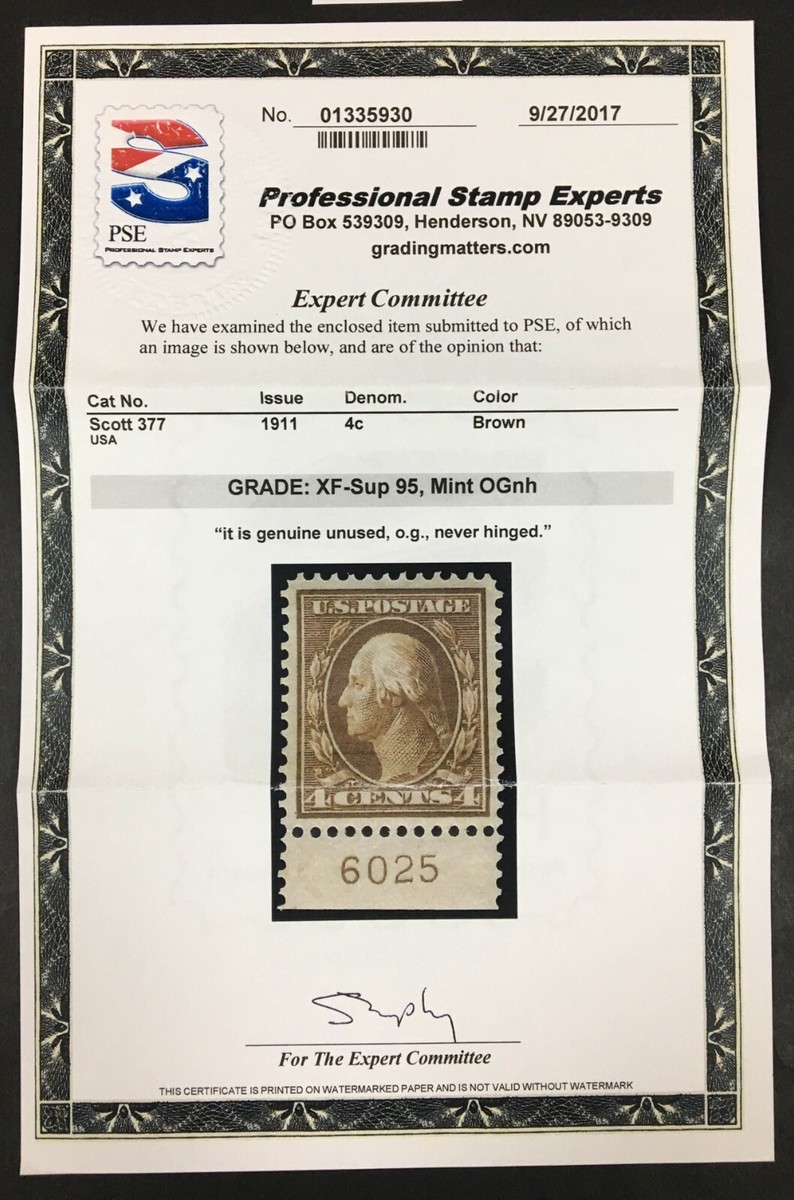 No. 01335930 9/27/2017
PSE
PROFESSIONAL STAMP EXPERTS
Professional Stamp Experts
PO Box 539309, Henderson, NV 89053-9309
gradingmatters.com
Expert Committee
We have examined the enclosed item submitted to PSE, of which
an image is shown below, and are of the opinion that:
Cat No. Issue Denom. Color
Scott 377 1911 4c Brown
USA
GRADE: XF-Sup 95, Mint OGnh
“it is genuine unused, o.g., never hinged.”
U.S.POSTAGE
4 CENTS 4
6025
For The Expert Committee
THIS CERTIFICATE IS PRINTED ON WATERMARKED PAPER AND IS NOT VALID WITHOUT WATERMARK